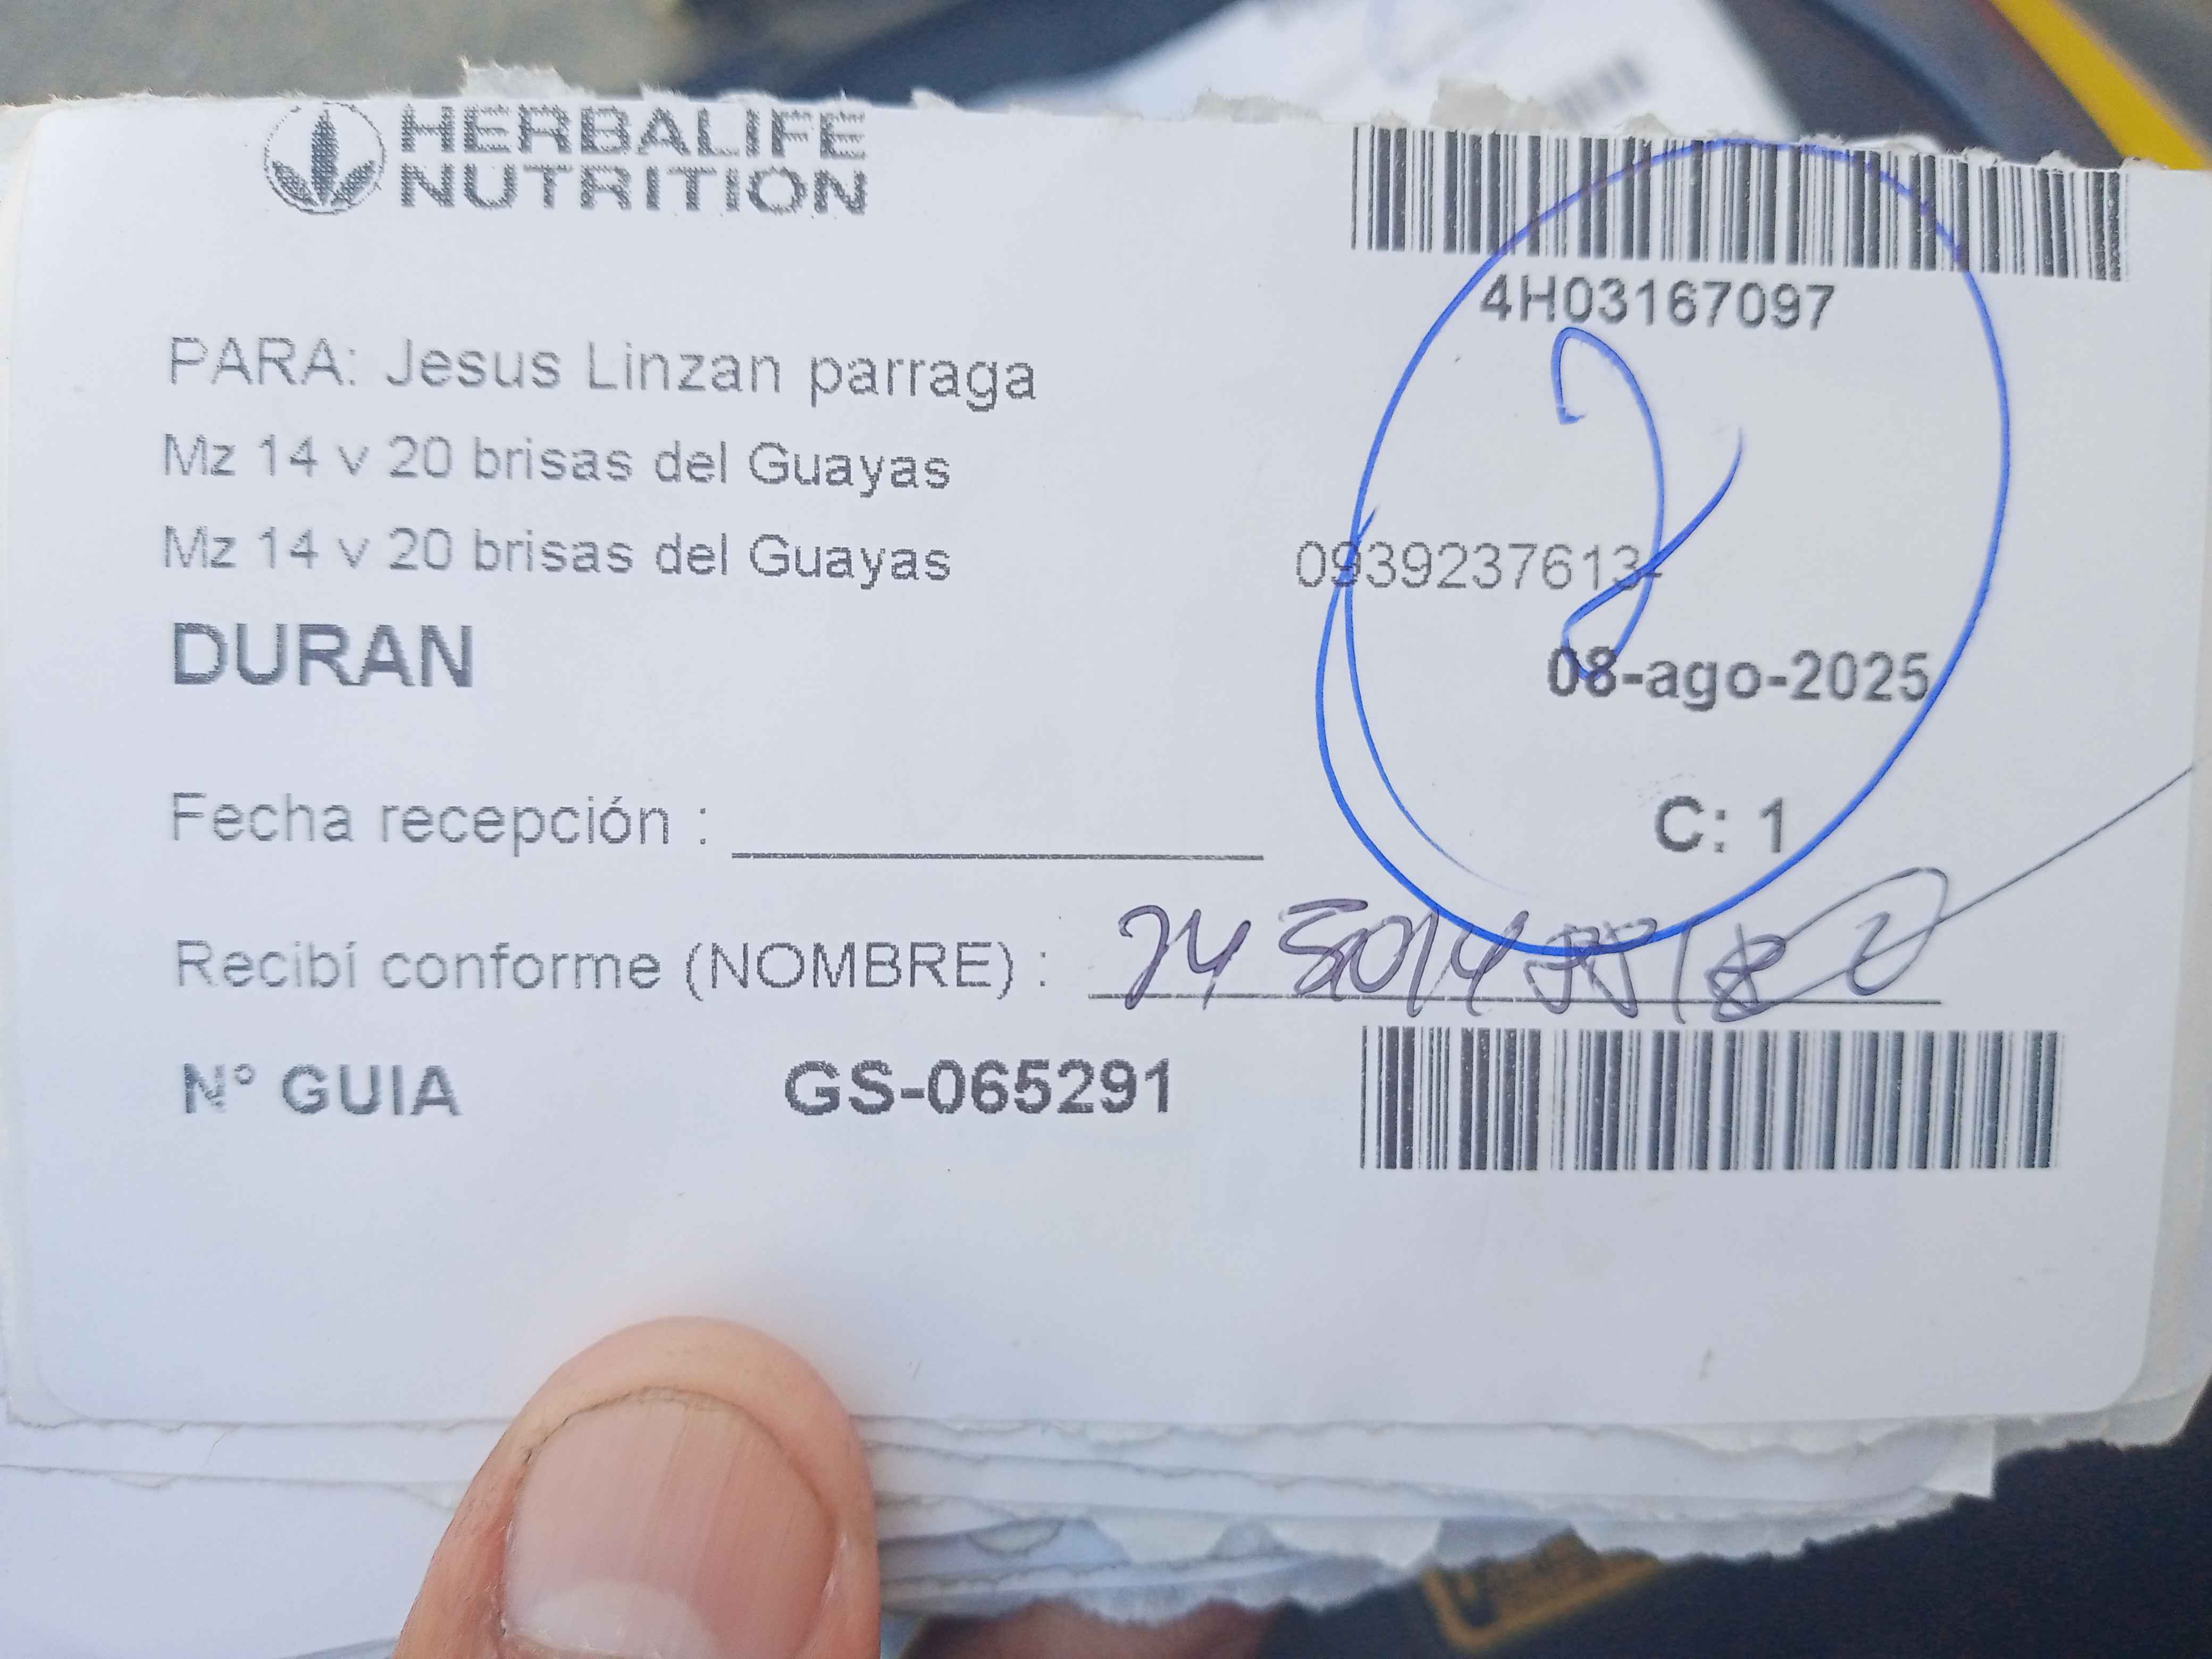 HERBALIFE
NUTRITION
4H03167097
PARA: Jesus Linzan parraga
Mz 14 v 20 brisas del Guayas
Mz 14 v 20 brisas del Guayas
0939237613-
DURAN
08-ago-2025
C: 1
Fecha recepción :
Recibí conforme (NOMBRE) :
N° GUIA GS-065291